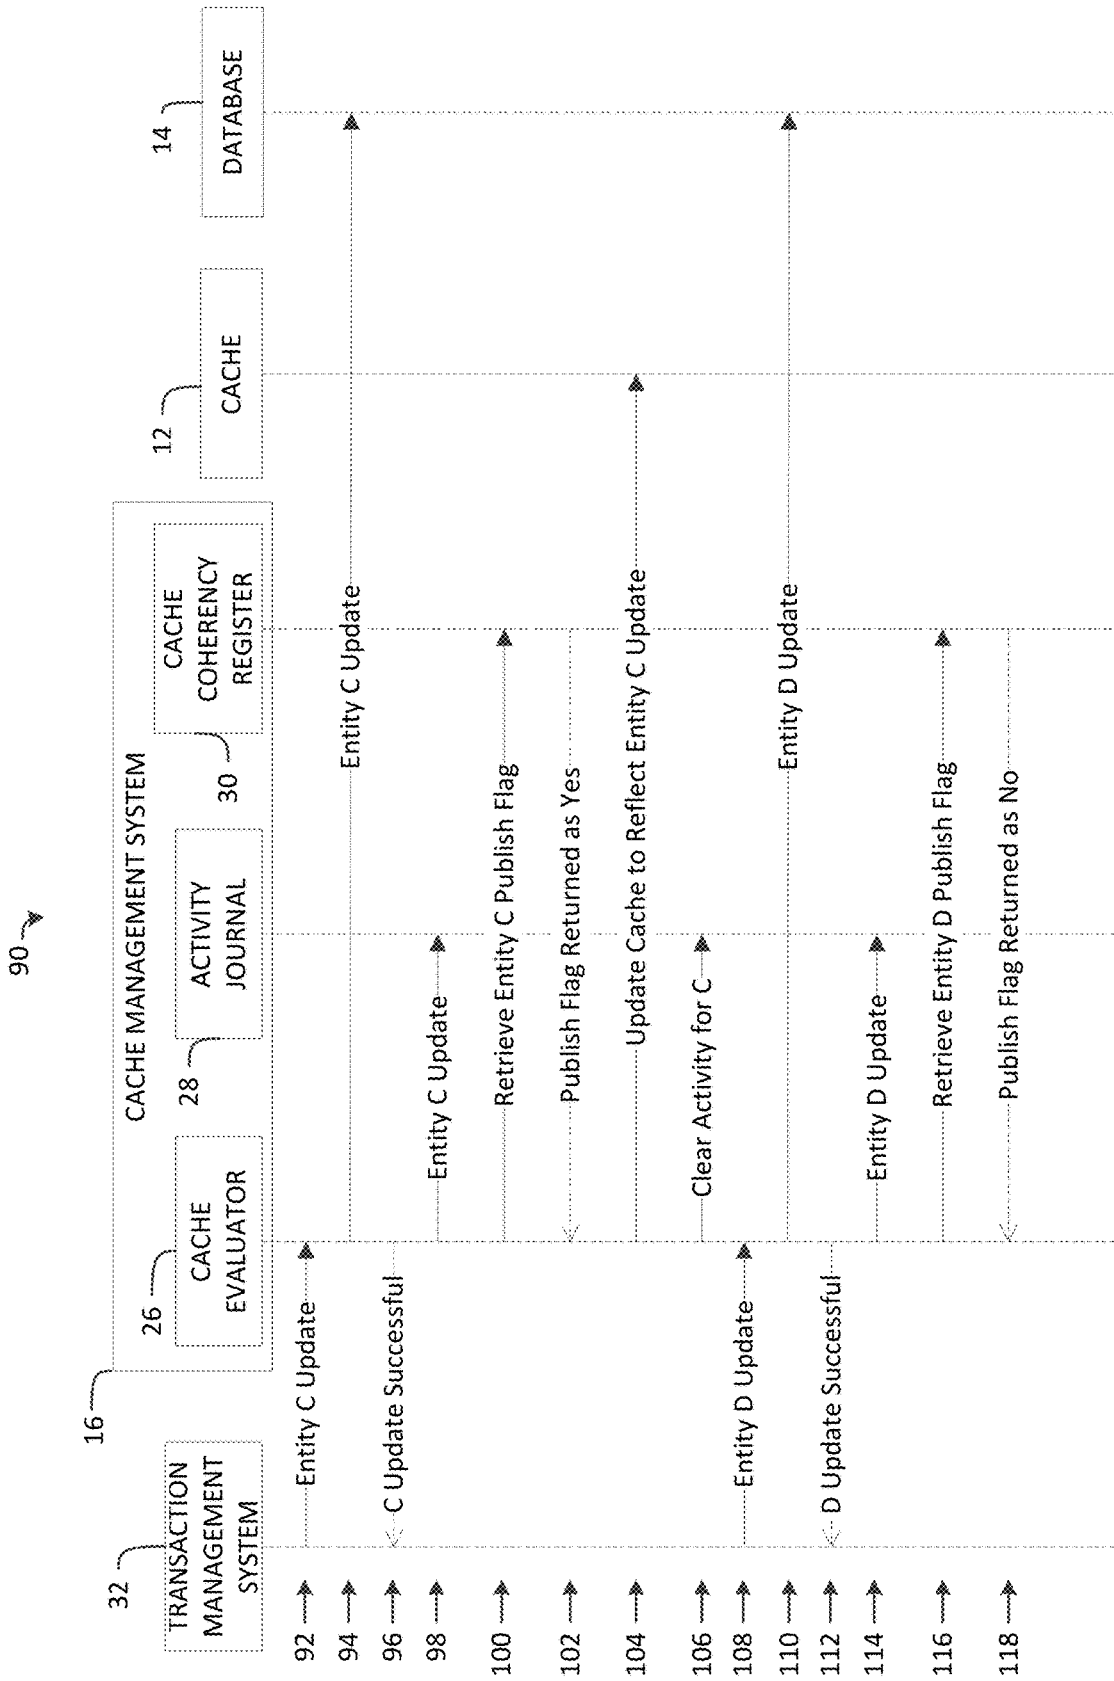 90
32
TRANSACTION
MANAGEMENT
SYSTEM
16
CACHE MANAGEMENT SYSTEM
26
CACHE
EVALUATOR
28
ACTIVITY
JOURNAL
30
CACHE
COHERENCY
REGISTER
12
CACHE
14
DATABASE
92
Entity C Update
94
Entity C Update
96
C Update Successful
98
Entity C Update
100
Retrieve Entity C Publish Flag
102
Publish Flag Returned as Yes
104
Update Cache to Reflect Entity C Update
106
Clear Activity for C
108
Entity D Update
110
Entity D Update
112
D Update Successful
114
Entity D Update
116
Retrieve Entity D Publish Flag
118
Publish Flag Returned as No